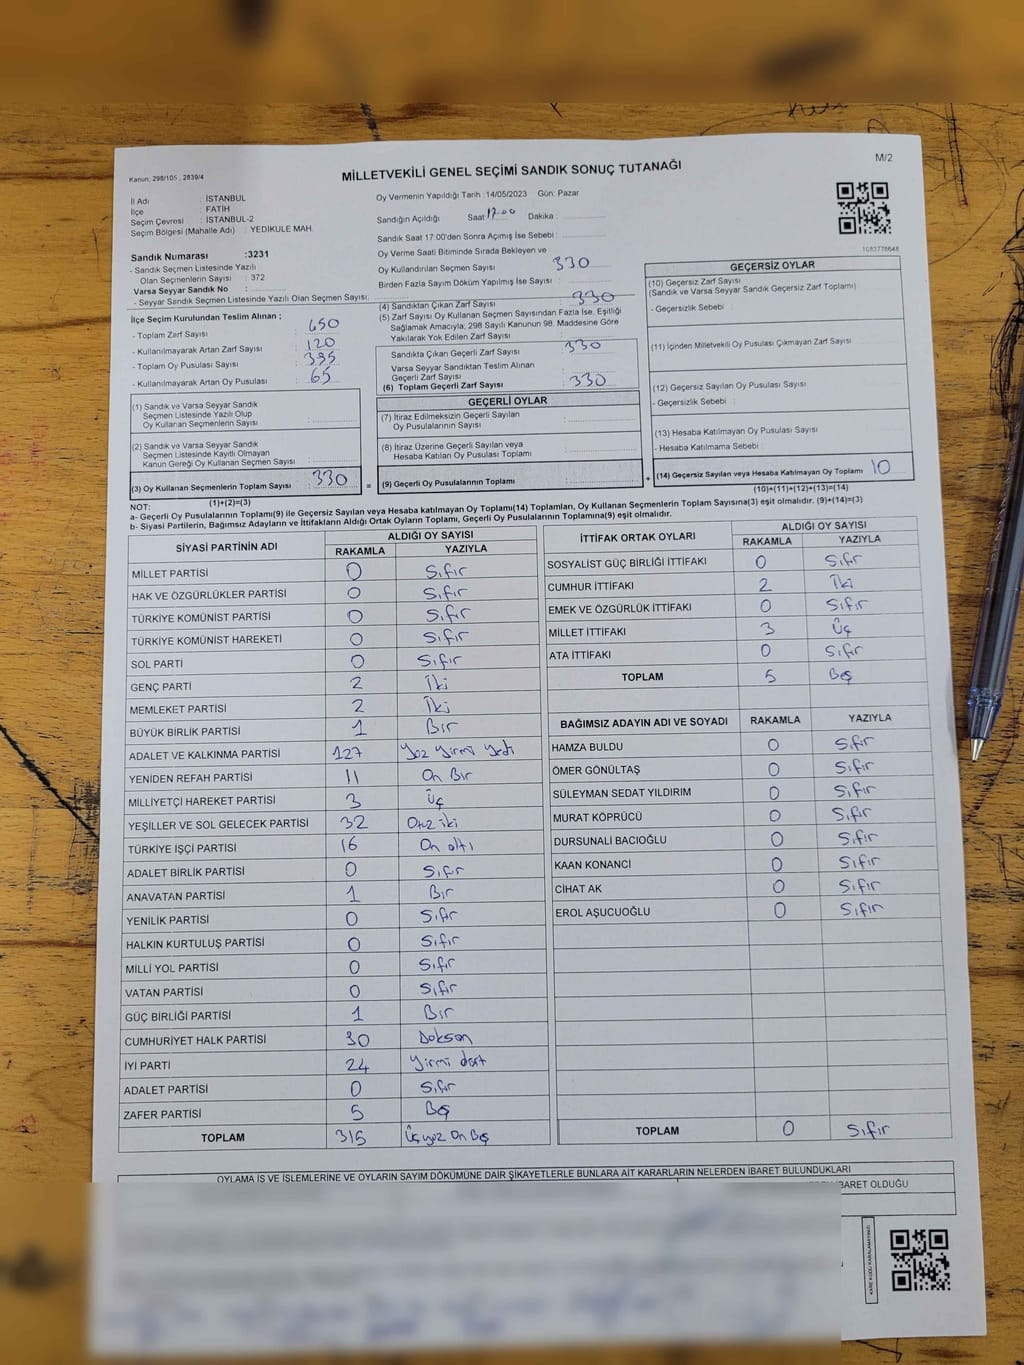 Kanun; 298/105 , 2839/4
MİLLETVEKİLİ GENEL SEÇİMİ SANDIK SONUÇ TUTANAĞI
M/2
İl Adı : İSTANBUL
İlçe : FATİH
Seçim Çevresi : İSTANBUL-2
Seçim Bölgesi (Mahalle Adı) : YEDIKULE MAH.
Oy Vermenin Yapıldığı Tarih :14/05/2023 Gün: Pazar
Sandığın Açıldığı Saat 17.00 Dakika :
Sandık Saat 17:00'den Sonra Açımış İse Sebebi :
Oy Verme Saati Bitiminde Sırada Bekleyen ve
Oy Kullandırılan Seçmen Sayısı 330
Birden Fazla Sayım Döküm Yapılmış İse Sayısı :
1083778648
Sandık Numarası :3231
- Sandık Seçmen Listesinde Yazılı
Olan Seçmenlerin Sayısı : 372
Varsa Seyyar Sandık No :
- Seyyar Sandık Seçmen Listesinde Yazılı Olan Seçmen Sayısı:
İlçe Seçim Kurulundan Teslim Alınan ;
- Toplam Zarf Sayısı : 450
- Kullanılmayarak Artan Zarf Sayısı : 120
- Toplam Oy Pusulası Sayısı : 395
- Kullanılmayarak Artan Oy Pusulası : 65
(1) Sandık ve Varsa Seyyar Sandık
Seçmen Listesinde Yazılı Olup
Oy Kullanan Seçmenlerin Sayısı :
(2) Sandık ve Varsa Seyyar Sandık
Seçmen Listesinde Kayıtlı Olmayan
Kanun Gereği Oy Kullanan Seçmen Sayısı :
(3) Oy Kullanan Seçmenlerin Toplam Sayısı : 330
(1)+(2)=(3)
(4) Sandıktan Çıkan Zarf Sayısı : 330
(5) Zarf Sayısı Oy Kullanan Seçmen Sayısından Fazla İse, Eşitliği
Sağlamak Amacıyla; 298 Sayılı Kanunun 98. Maddesine Göre
Yakılarak Yok Edilen Zarf Sayısı :
Sandıkta Çıkan Geçerli Zarf Sayısı : 330
Varsa Seyyar Sandıktan Teslim Alınan
Geçerli Zarf Sayısı :
(6) Toplam Geçerli Zarf Sayısı : 330
GEÇERLİ OYLAR
(7) İtiraz Edilmeksizin Geçerli Sayılan
Oy Pusulalarının Sayısı :
(8) İtiraz Üzerine Geçerli Sayılan veya
Hesaba Katılan Oy Pusulası Toplamı :
= (9) Geçerli Oy Pusulalarının Toplamı :
GEÇERSİZ OYLAR
(10) Geçersiz Zarf Sayısı
(Sandık ve Varsa Seyyar Sandık Geçersiz Zarf Toplamı)
- Geçersizlik Sebebi :
(11) İçinden Milletvekili Oy Pusulası Çıkmayan Zarf Sayısı
(12) Geçersiz Sayılan Oy Pusulası Sayısı
- Geçersizlik Sebebi :
(13) Hesaba Katılmayan Oy Pusulası Sayısı
- Hesaba Katılmama Sebebi :
+ (14) Geçersiz Sayılan veya Hesaba Katılmayan Oy Toplamı 10
(10)+(11)+(12)+(13)=(14)
NOT:
a- Geçerli Oy Pusulalarının Toplamı(9) ile Geçersiz Sayılan veya Hesaba katılmayan Oy Toplamı(14) Toplamları, Oy Kullanan Seçmenlerin Toplam Sayısına(3) eşit olmalıdır. (9)+(14)=(3)
b- Siyasi Partilerin, Bağımsız Adayların ve İttifakların Aldığı Ortak Oyların Toplamı, Geçerli Oy Pusulalarının Toplamına(9) eşit olmalıdır.
SİYASİ PARTİNİN ADI ALDIĞI OY SAYISI
RAKAMLA YAZIYLA
MİLLET PARTİSİ 0 Sıfır
HAK VE ÖZGÜRLÜKLER PARTİSİ 0 Sıfır
TÜRKİYE KOMÜNİST PARTİSİ 0 Sıfır
TÜRKİYE KOMÜNİST HAREKETİ 0 Sıfır
SOL PARTİ 0 Sıfır
GENÇ PARTİ 2 İki
MEMLEKET PARTİSİ 2 İki
BÜYÜK BİRLİK PARTİSİ 1 Bir
ADALET VE KALKINMA PARTİSİ 127 Yüz Yirmi Yedi
YENİDEN REFAH PARTİSİ 11 On Bir
MİLLİYETÇİ HAREKET PARTİSİ 3 Üç
YEŞİLLER VE SOL GELECEK PARTİSİ 32 Otuz iki
TÜRKİYE İŞÇİ PARTİSİ 16 On altı
ADALET BİRLİK PARTİSİ 0 Sıfır
ANAVATAN PARTİSİ 1 Bir
YENİLİK PARTİSİ 0 Sıfır
HALKIN KURTULUŞ PARTİSİ 0 Sıfır
MİLLİ YOL PARTİSİ 0 Sıfır
VATAN PARTİSİ 0 Sıfır
GÜÇ BİRLİĞİ PARTİSİ 1 Bir
CUMHURİYET HALK PARTİSİ 90 Doksan
İYİ PARTİ 24 Yirmi dört
ADALET PARTİSİ 0 Sıfır
ZAFER PARTİSİ 5 Beş
TOPLAM 315 Üçyüz On Beş
İTTİFAK ORTAK OYLARI ALDIĞI OY SAYISI
RAKAMLA YAZIYLA
SOSYALİST GÜÇ BİRLİĞİ İTTİFAKI 0 Sıfır
CUMHUR İTTİFAKI 2 İki
EMEK VE ÖZGÜRLÜK İTTİFAKI 0 Sıfır
MİLLET İTTİFAKI 3 Üç
ATA İTTİFAKI 0 Sıfır
TOPLAM 5 Beş
BAĞIMSIZ ADAYIN ADI VE SOYADI RAKAMLA YAZIYLA
HAMZA BULDU 0 Sıfır
ÖMER GÖNÜLTAŞ 0 Sıfır
SÜLEYMAN SEDAT YILDIRIM 0 Sıfır
MURAT KÖPRÜCÜ 0 Sıfır
DURSUNALİ BACIOĞLU 0 Sıfır
KAAN KONANCİ 0 Sıfır
CİHAT AK 0 Sıfır
EROL AŞUCUOĞLU 0 Sıfır
TOPLAM 0 Sıfır
OYLAMA İŞ VE İŞLEMLERİNE VE OYLARIN SAYIM DÖKÜMÜNE DAİR ŞİKAYETLERLE BUNLARA AİT KARARLARIN NELERDEN İBARET BULUNDUKLARI
İBARET OLDUĞU
KARE KODU KARALAMAYINIZ!